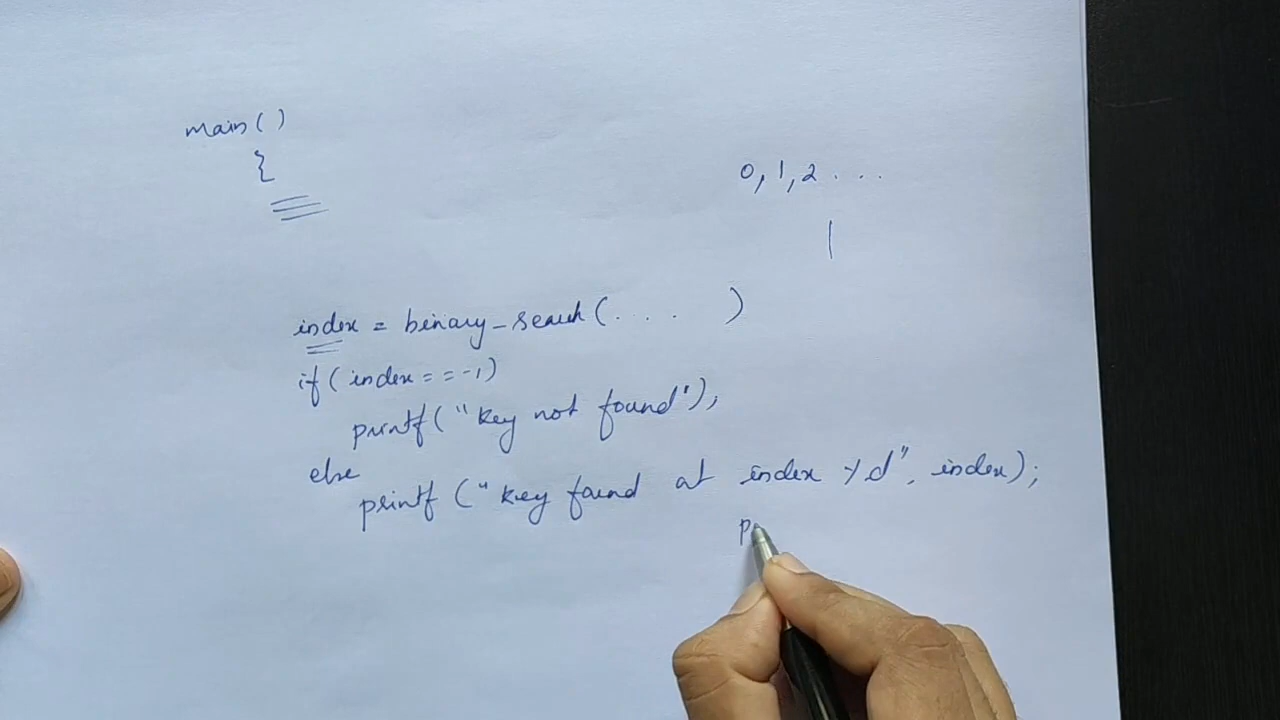 main()
{
0, 1, 2 . . .
|
index = binary_search(. . . . )
if( index = = -1)
printf("key not found");
else
printf ("key found at index %d", index);
p